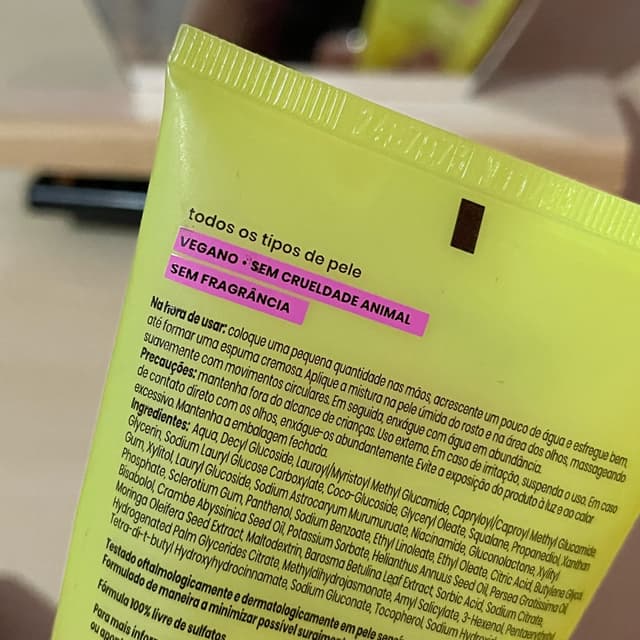 todos os tipos de pele
VEGANO • SEM CRUELDADE ANIMAL
SEM FRAGRÂNCIA
Na hora de usar: coloque uma pequena quantidade nas mãos, acrescente um pouco de água e esfregue bem,
até formar uma espuma cremosa. Aplique a mistura na pele úmida do rosto e na área dos olhos, massageando
suavemente com movimentos circulares. Em seguida, enxágue com água em abundância.
Precauções: mantenha fora do alcance de crianças. Uso externo. Em caso de irritação, suspenda o uso. Em caso
de contato direto com os olhos, enxágue-os abundantemente. Evite a exposição do produto à luz e ao calor
excessivo. Mantenha a embalagem fechada.
Ingredientes: Aqua, Decyl Glucoside, Lauroyl/Myristoyl Methyl Glucamide, Capryloyl/Caproyl Methyl Glucamide,
Glycerin, Sodium Lauryl Glucose Carboxylate, Coco-Glucoside, Glyceryl Oleate, Squalane, Propanediol, Xanthan
Gum, Xylitol, Lauryl Glucoside, Sodium Astrocaryum Murumuruate, Niacinamide, Gluconolactone, Xylityl
Phosphate, Sclerotium Gum, Panthenol, Sodium Benzoate, Ethyl Linoleate, Ethyl Oleate, Citric Acid, Butylene Glycol,
Bisabolol, Crambe Abyssinica Seed Oil, Potassium Sorbate, Helianthus Annuus Seed Oil, Persea Gratissima Oil,
Moringa Oleifera Seed Extract, Maltodextrin, Barosma Betulina Leaf Extract, Sorbic Acid, Sodium Citrate,
Hydrogenated Palm Glycerides Citrate, Methyldihydrojasmonate, Amyl Salicylate, 3-Hexenol, Pentaeryth
Tetra-di-t-butyl Hydroxyhydrocinnamate, Sodium Gluconate, Tocopherol, Sodium
Testado oftalmologicamente e dermatologicamente em pele
Formulado de maneira a minimizar possível
Fórmula 100% livre de sulfatos
Para mais
ou